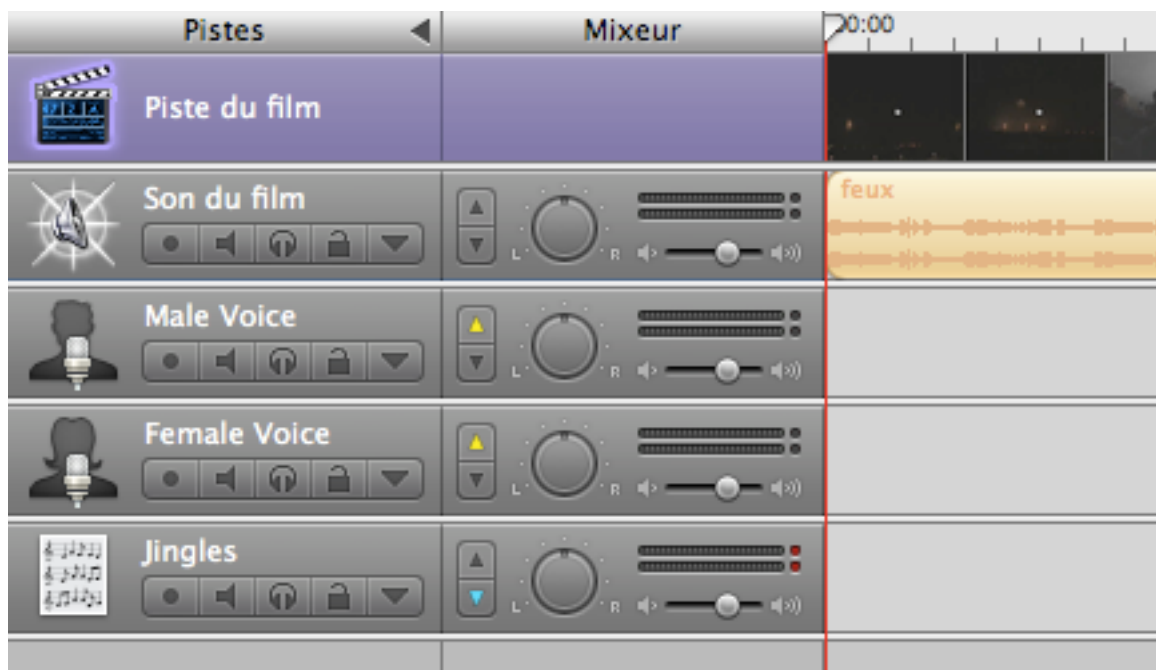 Pistes
Mixeur
00:00
Piste du film
Son du film
L R
feux
Male Voice
L R
Female Voice
L R
Jingles
L R